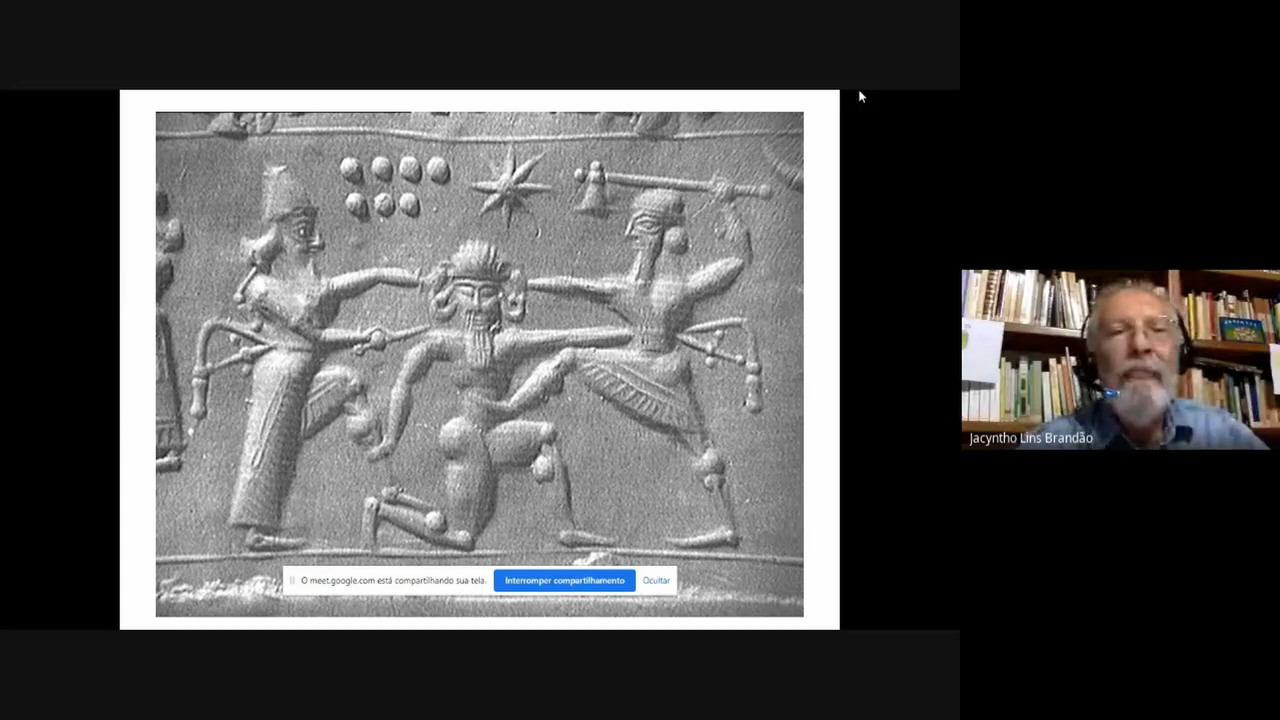 O meet.google.com está compartilhando sua tela.
Interromper compartilhamento
Ocultar
Jacyntho Lins Brandão